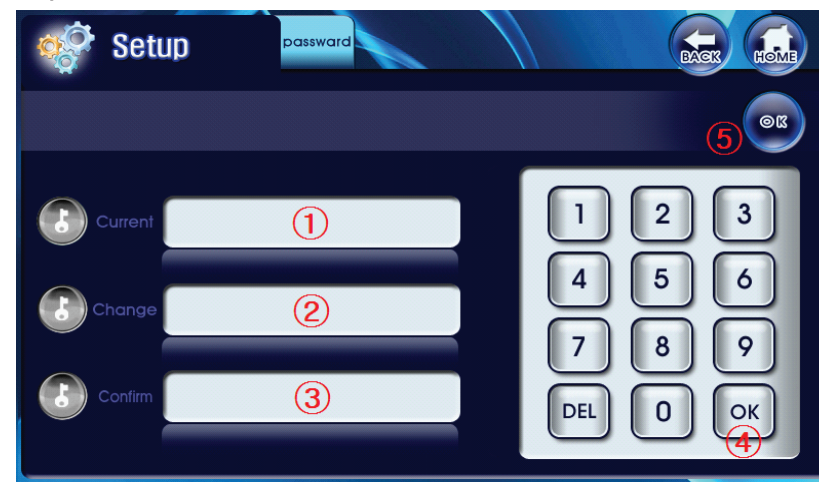 Setup
passward
BACK
HOME
OK
⑤
Current
①
Change
②
Confirm
③
1 2 3
4 5 6
7 8 9
DEL 0 OK
④